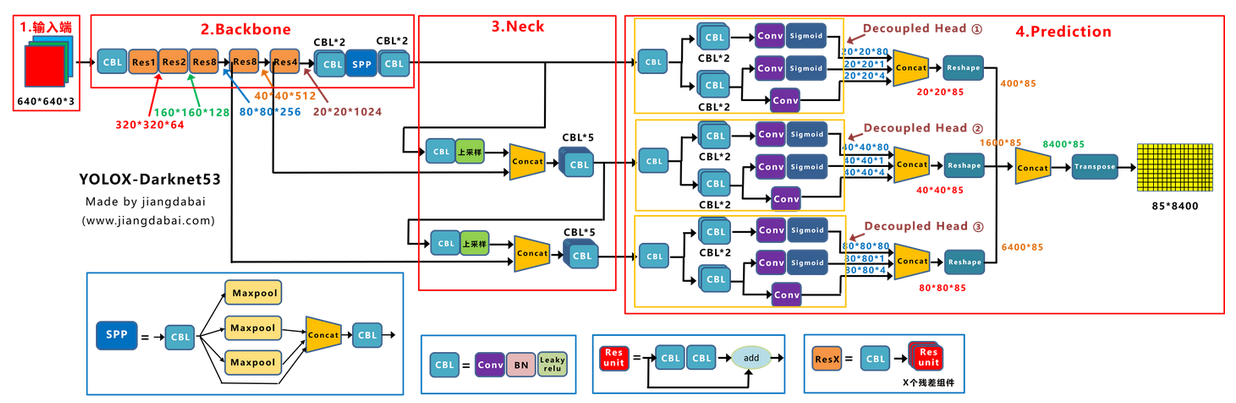 1.输入端
640*640*3
2.Backbone
CBL
Res1
Res2
Res8
Res8
Res4
CBL*2
CBL
SPP
CBL*2
CBL
320*320*64
160*160*128
80*80*256
40*40*512
20*20*1024
3.Neck
CBL
上采样
Concat
CBL*5
CBL
CBL
上采样
Concat
CBL*5
CBL
4.Prediction
Decoupled Head ①
CBL
CBL
CBL*2
CBL
CBL*2
Conv
Sigmoid
Conv
Sigmoid
Conv
20*20*80
20*20*1
20*20*4
Concat
20*20*85
Reshape
400*85
Decoupled Head ②
CBL
CBL
CBL*2
CBL
CBL*2
Conv
Sigmoid
Conv
Sigmoid
Conv
40*40*80
40*40*1
40*40*4
Concat
40*40*85
Reshape
1600*85
Decoupled Head ③
CBL
CBL
CBL*2
CBL
Conv
Sigmoid
Conv
Sigmoid
Conv
80*80*80
80*80*1
80*80*4
Concat
80*80*85
Reshape
6400*85
Concat
8400*85
Transpose
85*8400
YOLOX-Darknet53
Made by jiangdabai
(www.jiangdabai.com)
SPP
=
CBL
Maxpool
Maxpool
Maxpool
Concat
CBL
CBL
=
Conv
BN
Leaky
relu
Res
unit
=
CBL
CBL
add
ResX
=
CBL
Res
unit
X个残差组件